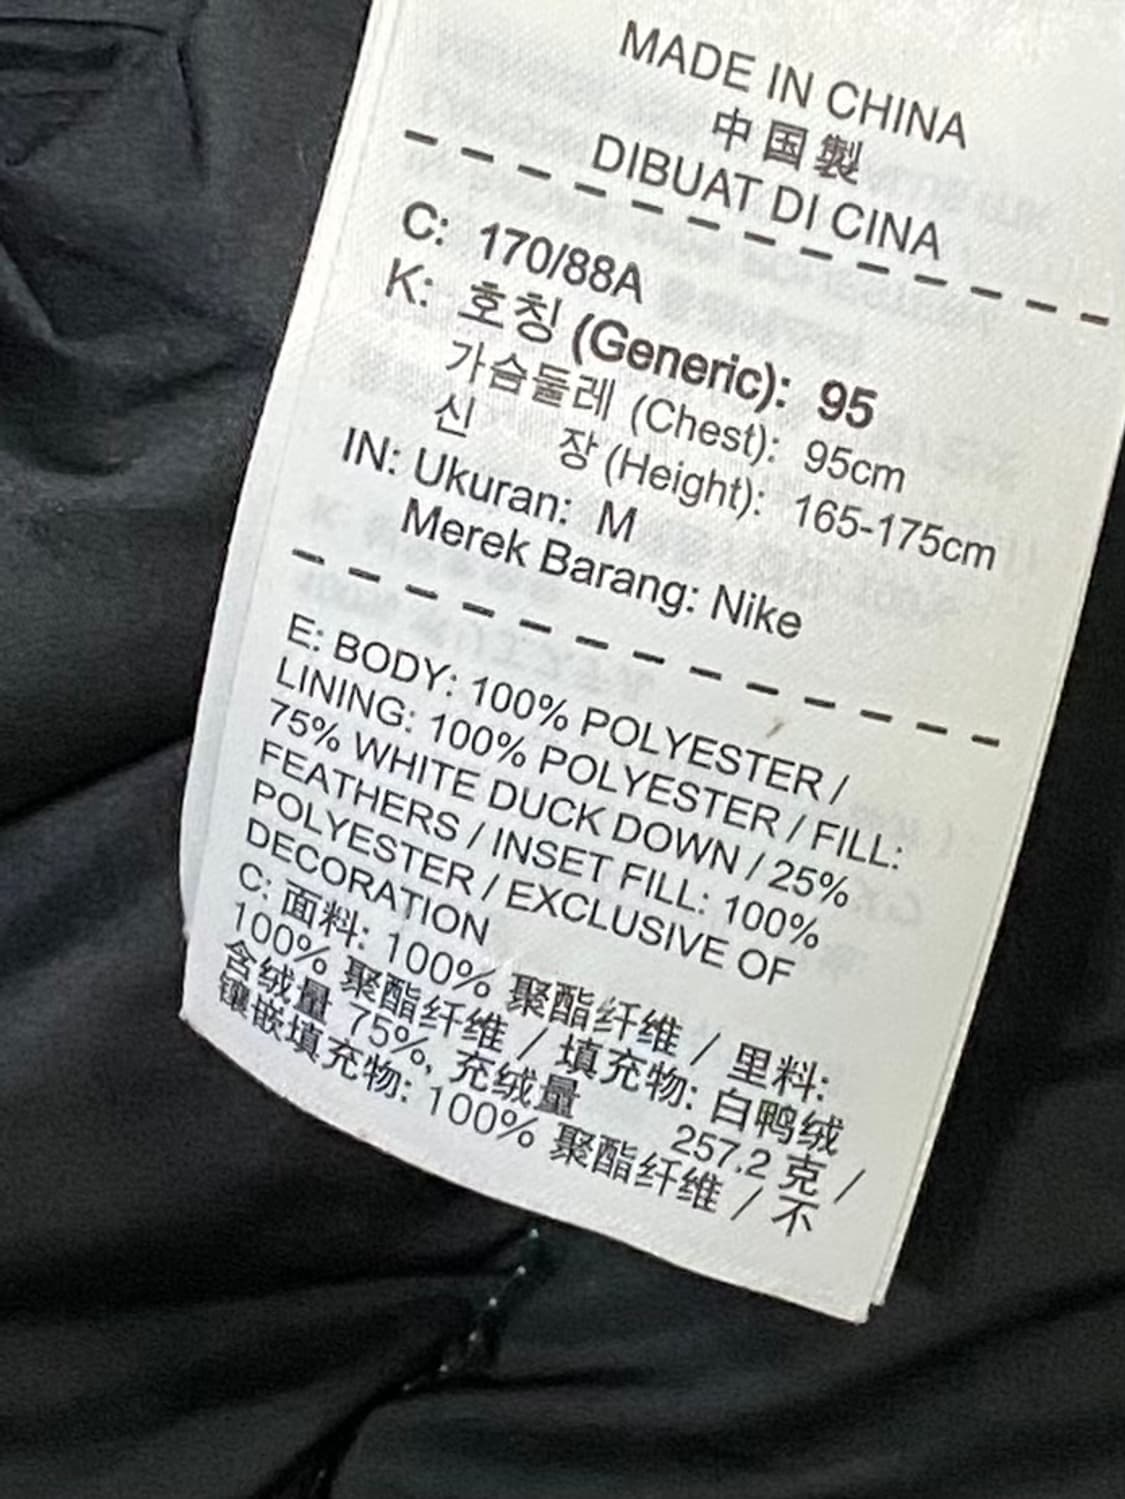 MADE IN CHINA
中国製
DIBUAT DI CINA
C: 170/88A
K: 호칭 (Generic): 95
가슴둘레 (Chest): 95cm
신 장 (Height): 165-175cm
IN: Ukuran: M
Merek Barang: Nike
E: BODY: 100% POLYESTER /
LINING: 100% POLYESTER / FILL:
75% WHITE DUCK DOWN / 25%
FEATHERS / INSET FILL: 100%
POLYESTER / EXCLUSIVE OF
DECORATION
C: 面料: 100% 聚酯纤维 / 里料:
100% 聚酯纤维 / 填充物: 白鸭绒
含绒量 75%, 充绒量 257.2 克 /
镶嵌填充物: 100% 聚酯纤维 / 不